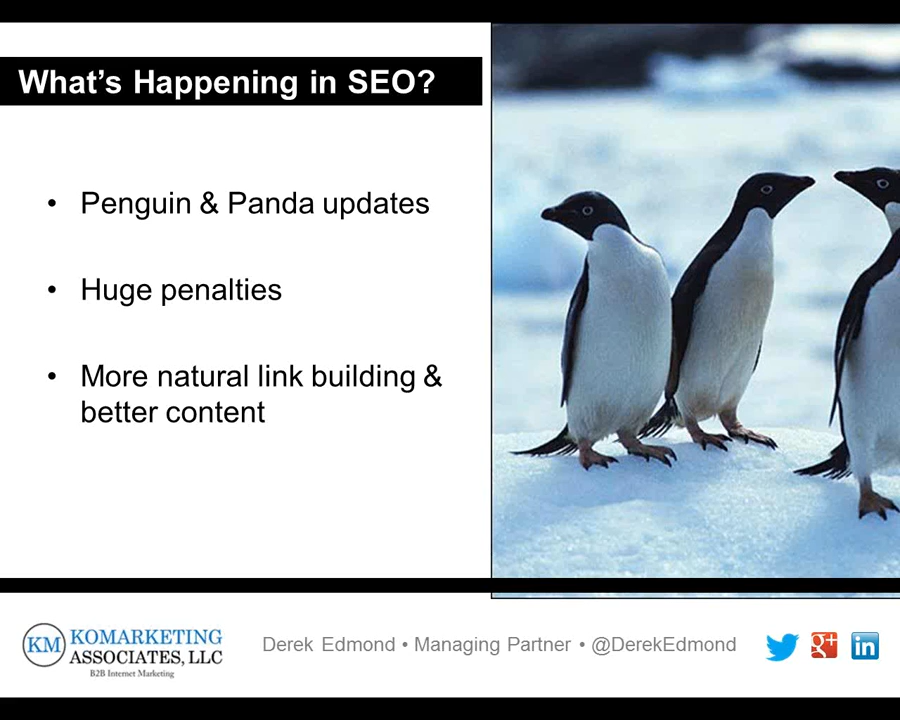 What's Happening in SEO?
• Penguin & Panda updates
• Huge penalties
• More natural link building &
better content
KM KOMARKETING
ASSOCIATES, LLC
B2B Internet Marketing
Derek Edmond • Managing Partner • @DerekEdmond
g+
in